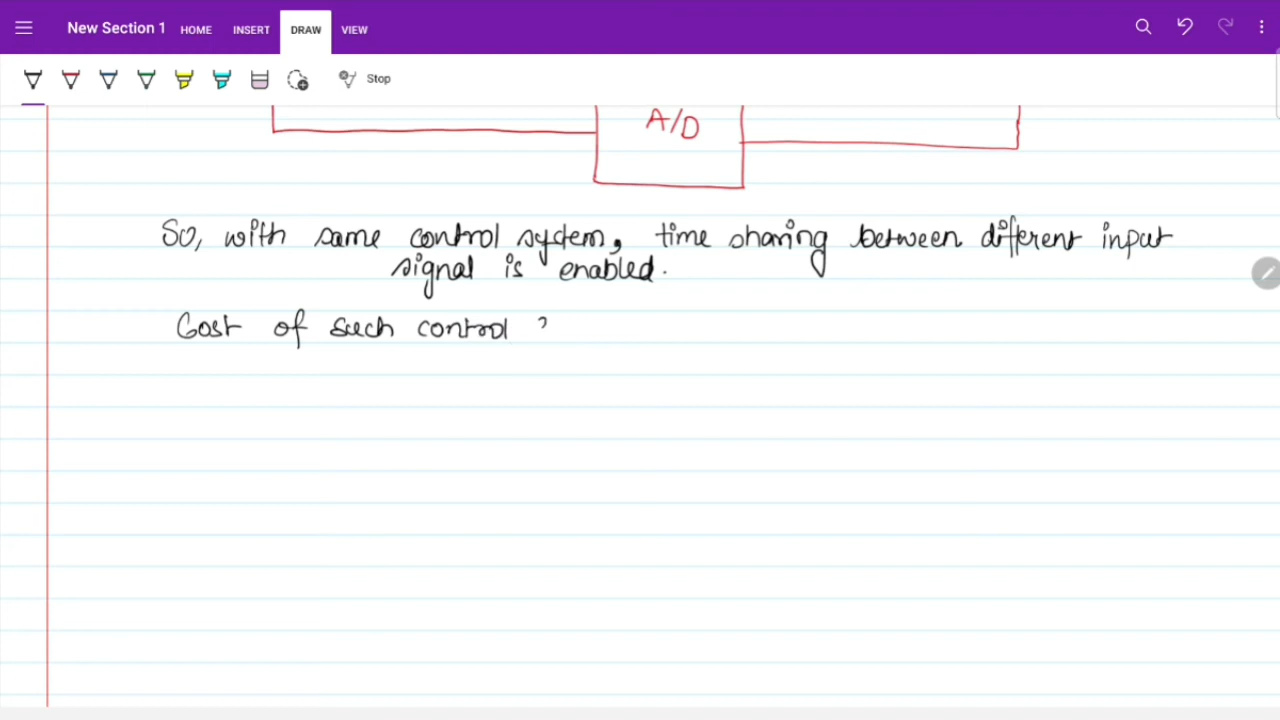 New Section 1 HOME INSERT DRAW VIEW
Stop
A/D
So, with same control system, time sharing between different input
signal is enabled.
Cost of such control